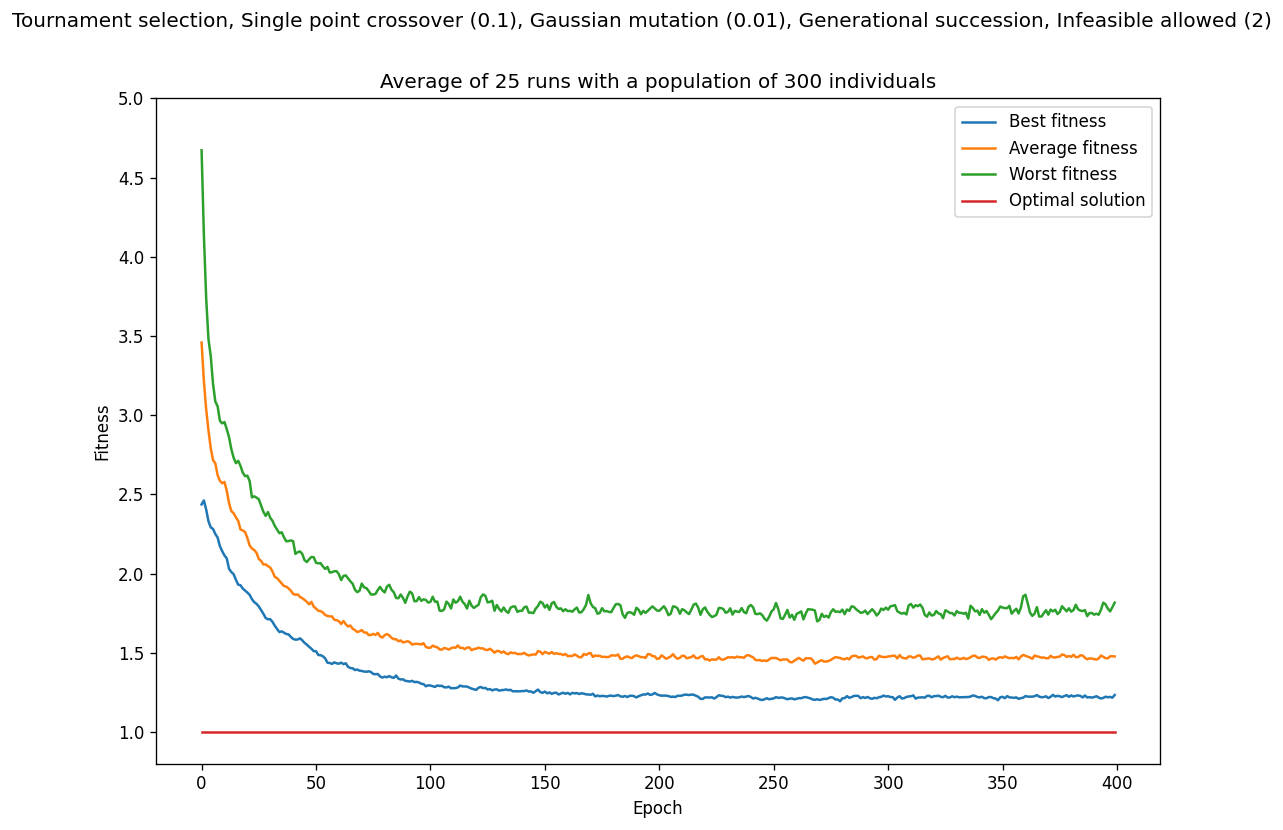 Tournament selection, Single point crossover (0.1), Gaussian mutation (0.01), Generational succession, Infeasible allowed (2)
Average of 25 runs with a population of 300 individuals
Best fitness
Average fitness
Worst fitness
Optimal solution
5.0
4.5
4.0
3.5
3.0
2.5
2.0
1.5
1.0
Fitness
0 50 100 150 200 250 300 350 400
Epoch